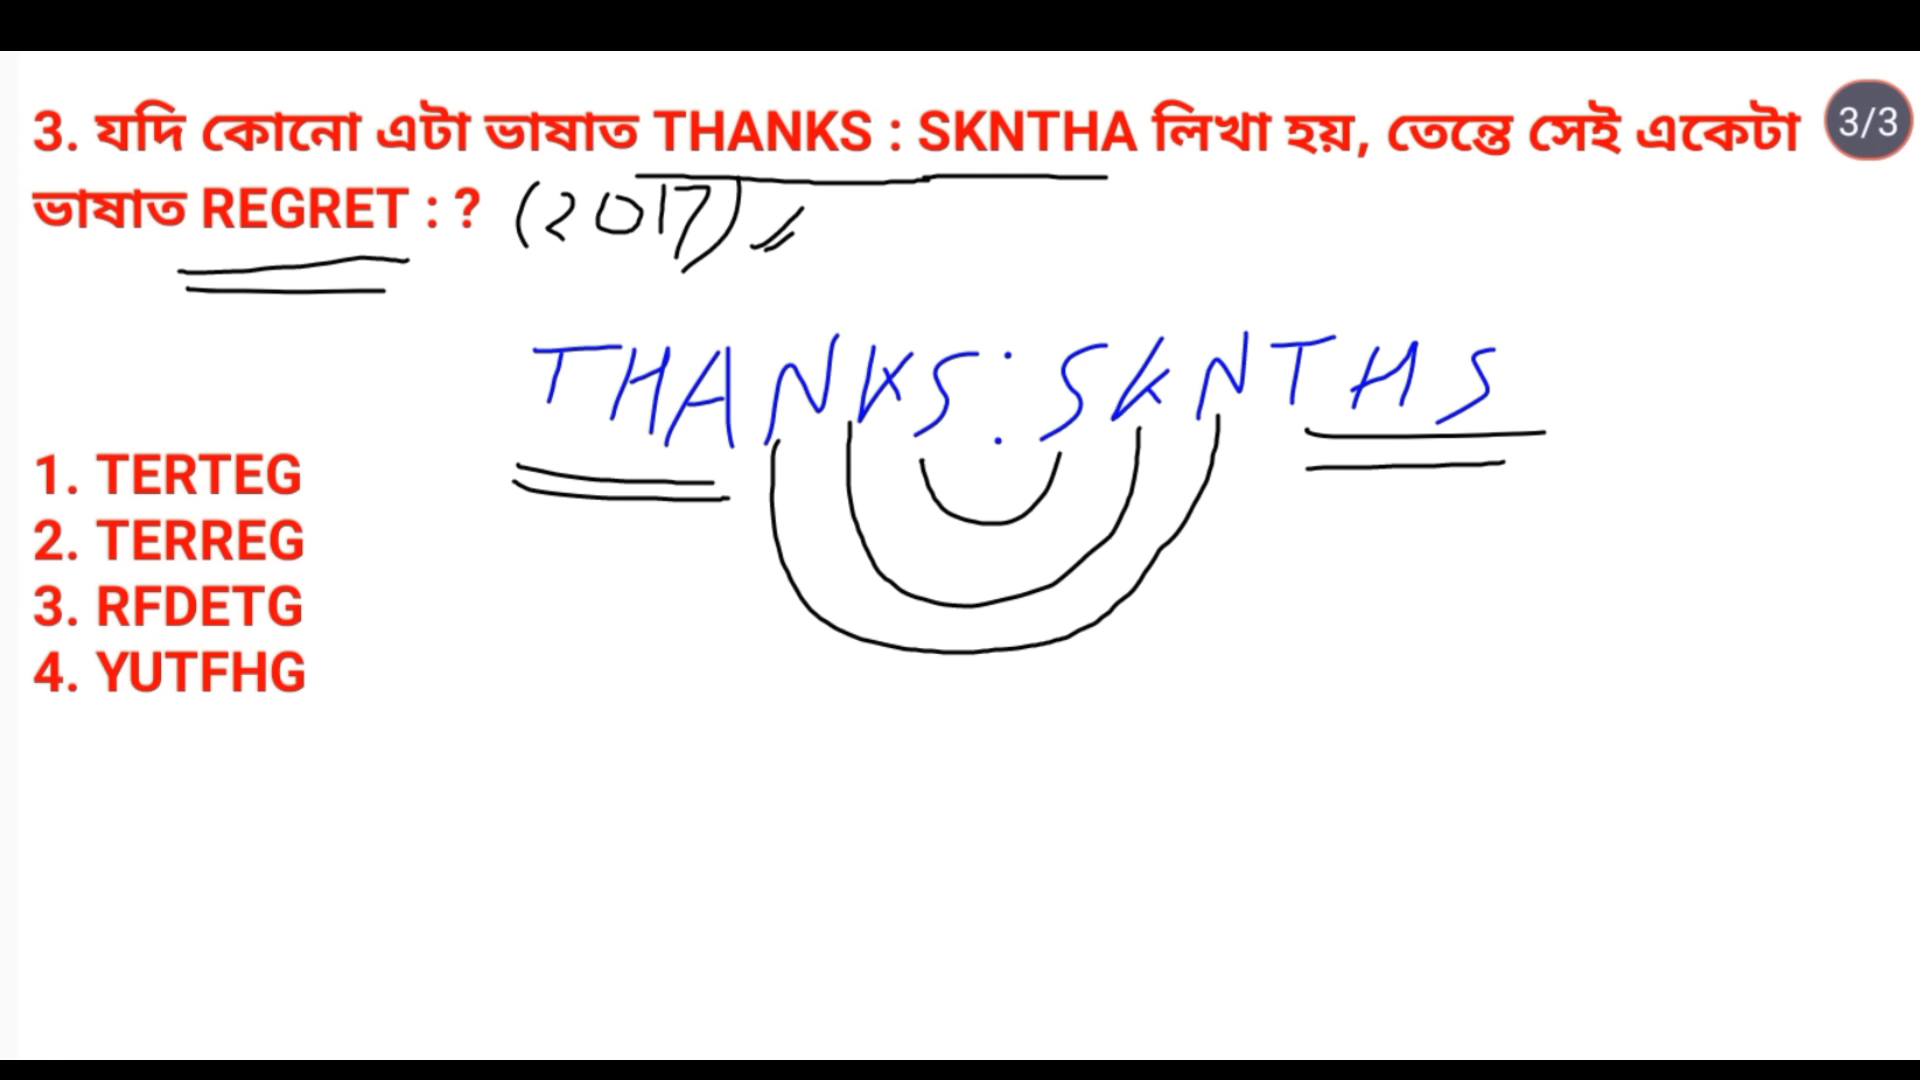 3. যদি কোনো এটা ভাষাত THANKS : SKNTHA লিখা হয়, তেন্তে সেই একেটা
3/3
ভাষাত REGRET : ? (2017)
THANKS : SKNTHS
1. TERTEG
2. TERREG
3. RFDETG
4. YUTFHG